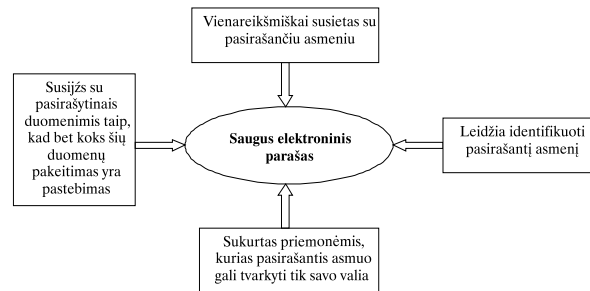 Vienareikšmiškai susietas su
pasirašančiu asmeniu
Susijźs su
pasirašytinais
duomenimis taip,
kad bet koks šių
duomenų
pakeitimas yra
pastebimas
Saugus elektroninis
parašas
Leidžia identifikuoti
pasirašantį asmenį
Sukurtas priemonėmis,
kurias pasirašantis asmuo
gali tvarkyti tik savo valia